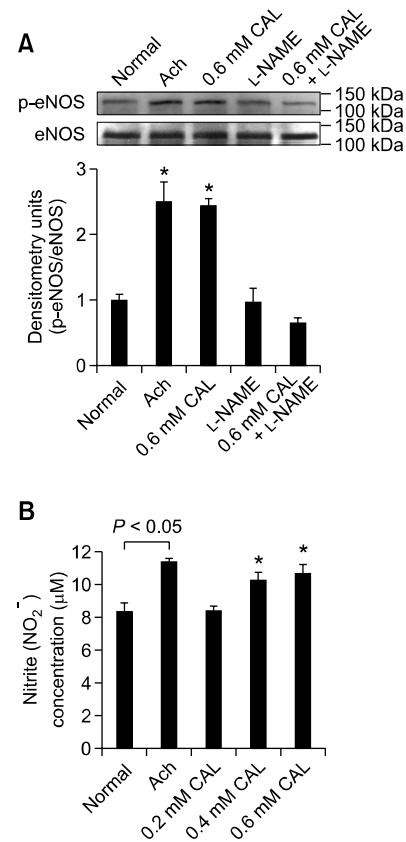 A
Normal
Ach
0.6 mM CAL
L-NAME
0.6 mM CAL
+ L-NAME
p-eNOS
150 kDa
100 kDa
eNOS
150 kDa
100 kDa
Densitometry units
(p-eNOS/eNOS)
3
2
1
0
*
*
Normal
Ach
0.6 mM CAL
L-NAME
0.6 mM CAL
+ L-NAME
B
P < 0.05
Nitrite (NO2-)
concentration (μM)
12
10
8
6
4
2
0
*
*
Normal
Ach
0.2 mM CAL
0.4 mM CAL
0.6 mM CAL